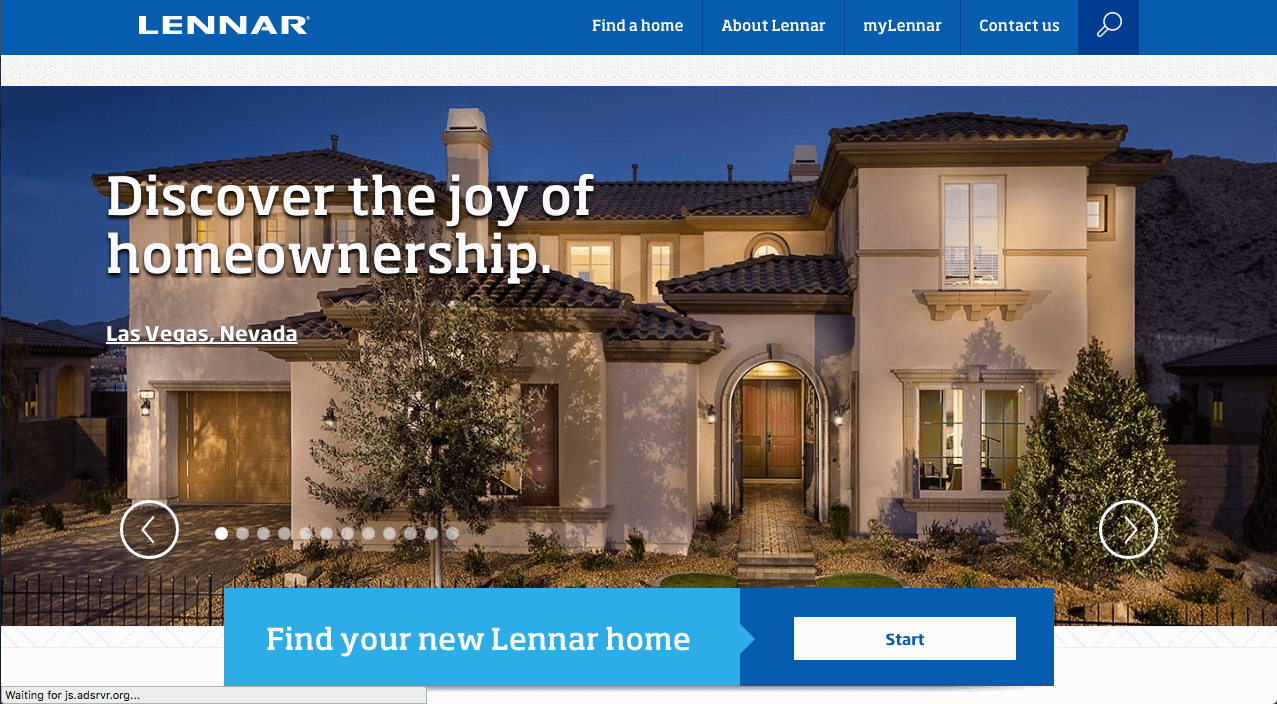 LENNAR®
Find a home
About Lennar
myLennar
Contact us
Discover the joy of
homeownership.
Las Vegas, Nevada
Find your new Lennar home
Start
Waiting for js.adsrvr.org...